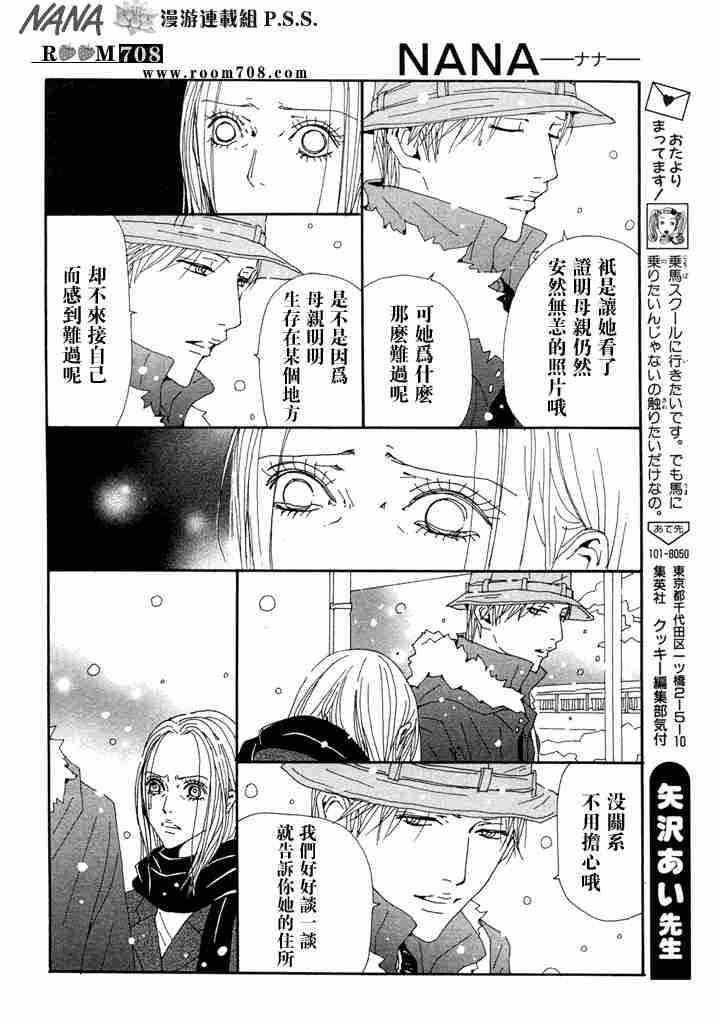 NANA 漫游連載組 P.S.S.
ROOM 708
www.room708.com
NANA—ナナ—
衹是讓她看了
證明母親仍然
安然無恙的照片哦
可她爲什麽
那麽難過呢
是不是因爲
母親明明
生存在某個地方
却不來接自己
而感到難過呢
没關系
不用擔心哦
我們好好談一談
就告訴你她的住所
おたより
まってます!
乗馬スクールに行きたいです。でも馬に
乗りたいんじゃないの触りたいだけなの。
あて先
101-8050
東京都千代田区一ツ橋2-5-10
集英社 クッキー編集部気付
矢沢あい先生